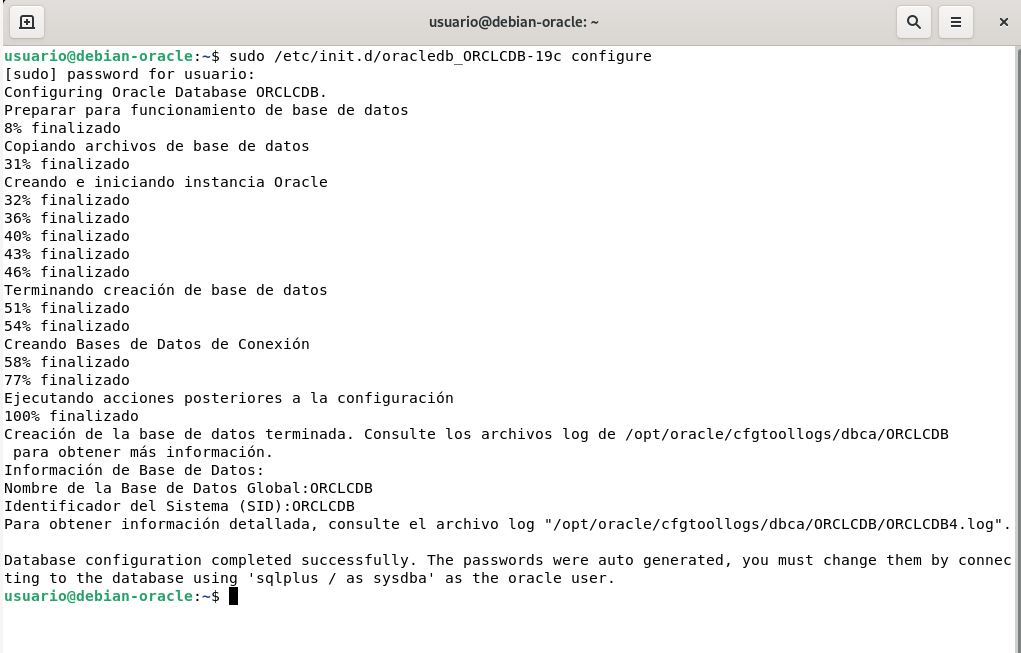 usuario@debian-oracle: ~
usuario@debian-oracle:~$ sudo /etc/init.d/oracledb_ORCLCDB-19c configure
[sudo] password for usuario:
Configuring Oracle Database ORCLCDB.
Preparar para funcionamiento de base de datos
8% finalizado
Copiando archivos de base de datos
31% finalizado
Creando e iniciando instancia Oracle
32% finalizado
36% finalizado
40% finalizado
43% finalizado
46% finalizado
Terminando creación de base de datos
51% finalizado
54% finalizado
Creando Bases de Datos de Conexión
58% finalizado
77% finalizado
Ejecutando acciones posteriores a la configuración
100% finalizado
Creación de la base de datos terminada. Consulte los archivos log de /opt/oracle/cfgtoollogs/dbca/ORCLCDB
 para obtener más información.
Información de Base de Datos:
Nombre de la Base de Datos Global:ORCLCDB
Identificador del Sistema (SID):ORCLCDB
Para obtener información detallada, consulte el archivo log "/opt/oracle/cfgtoollogs/dbca/ORCLCDB/ORCLCDB4.log".
Database configuration completed successfully. The passwords were auto generated, you must change them by connec
ting to the database using 'sqlplus / as sysdba' as the oracle user.
usuario@debian-oracle:~$